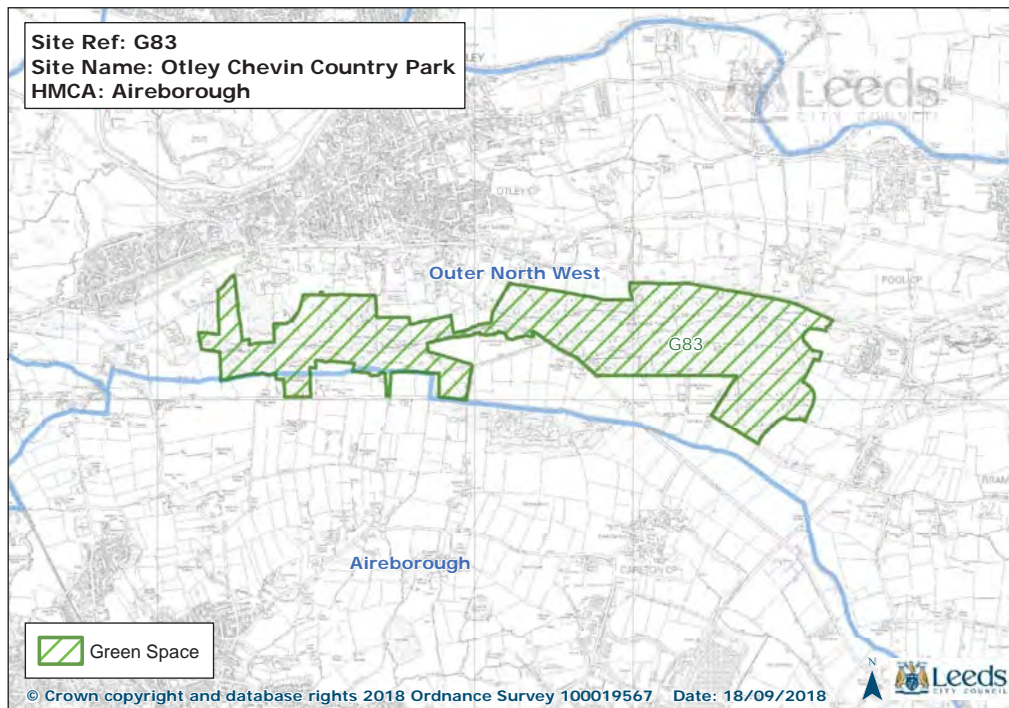 Site Ref: G83
Site Name: Otley Chevin Country Park
HMCA: Aireborough
Leeds
CITY COUNCIL
OTLEY CP
Outer North West
POOL CP
G83
Aireborough
CARLTON CP
Green Space
N
Leeds
CITY COUNCIL
© Crown copyright and database rights 2018 Ordnance Survey 100019567 Date: 18/09/2018